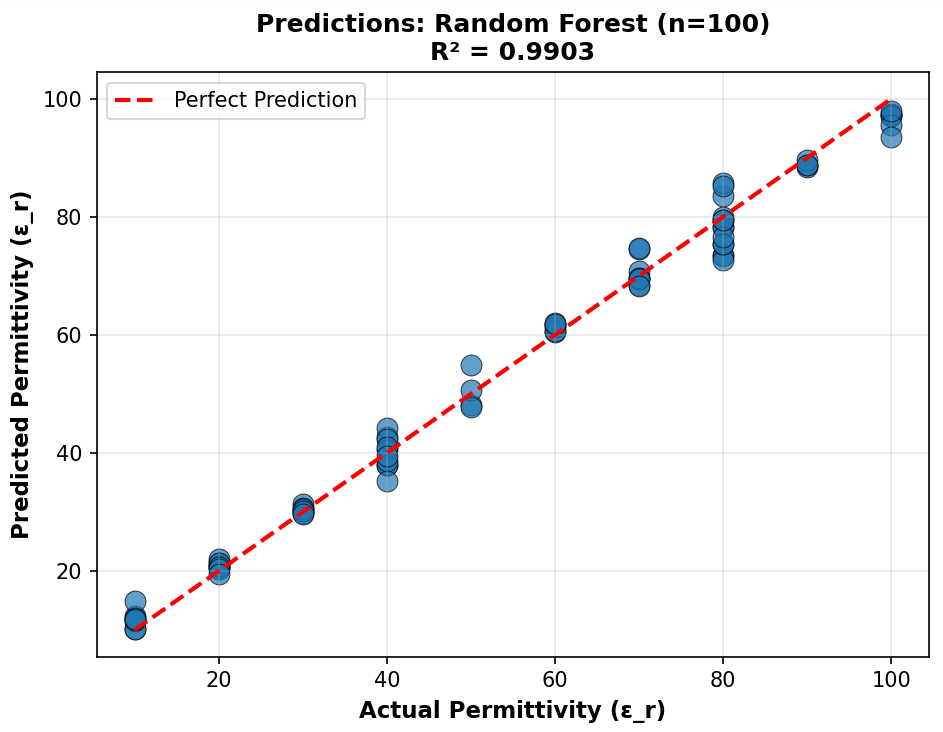 Predictions: Random Forest (n=100)
R² = 0.9903
Perfect Prediction
Predicted Permittivity (ε_r)
100
80
60
40
20
20 40 60 80 100
Actual Permittivity (ε_r)